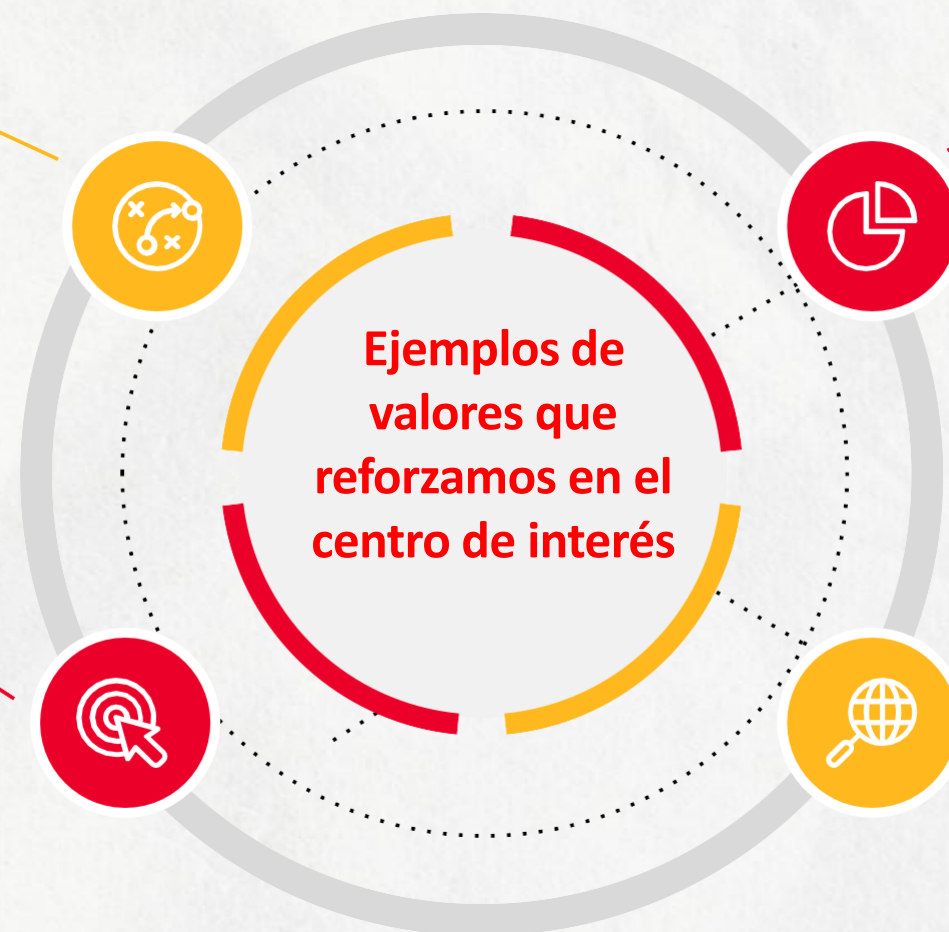 Ejemplos de
valores que
reforzamos en el
centro de interés